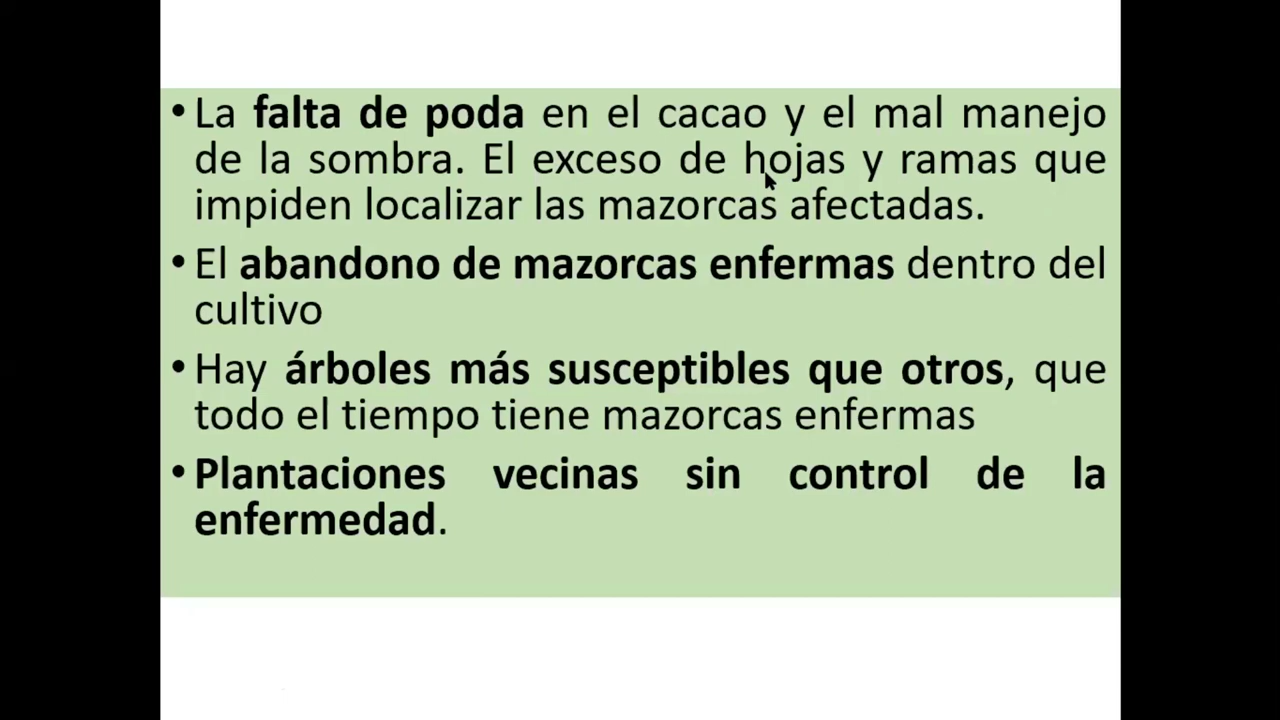 • La falta de poda en el cacao y el mal manejo
de la sombra. El exceso de hojas y ramas que
impiden localizar las mazorcas afectadas.
• El abandono de mazorcas enfermas dentro del
cultivo
• Hay árboles más susceptibles que otros, que
todo el tiempo tiene mazorcas enfermas
• Plantaciones vecinas sin control de la
enfermedad.